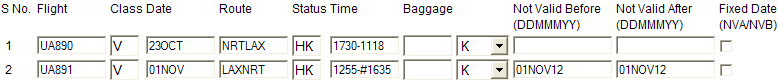 S No. Flight Class Date Route Status Time Baggage Not Valid Before (DDMMMYY) Not Valid After (DDMMMYY) Fixed Date (NVA/NVB)
1 UA890 V 23OCT NRTLAX HK 1730-1118 K
2 UA891 V 01NOV LAXNRT HK 1255-#1635 K 01NOV12 01NOV12